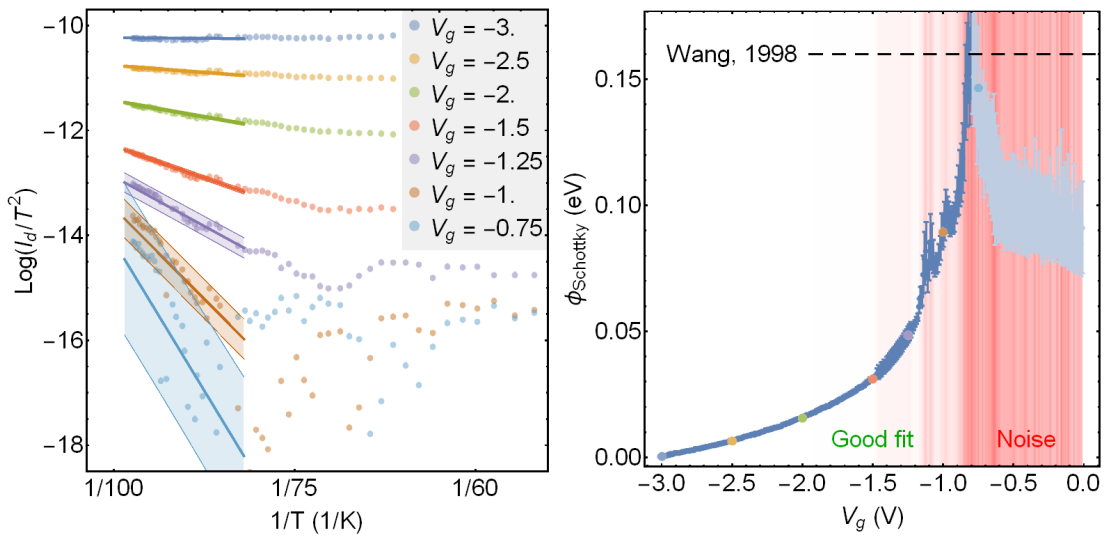 -10
-12
-14
-16
-18
Log(I_d/T^2)
1/100
1/75
1/60
1/T (1/K)
V_g = -3.
V_g = -2.5
V_g = -2.
V_g = -1.5
V_g = -1.25
V_g = -1.
V_g = -0.75
0.15
0.10
0.05
0.00
ϕ_Schottky (eV)
Wang, 1998
Good fit
Noise
-3.0
-2.5
-2.0
-1.5
-1.0
-0.5
0.0
V_g (V)